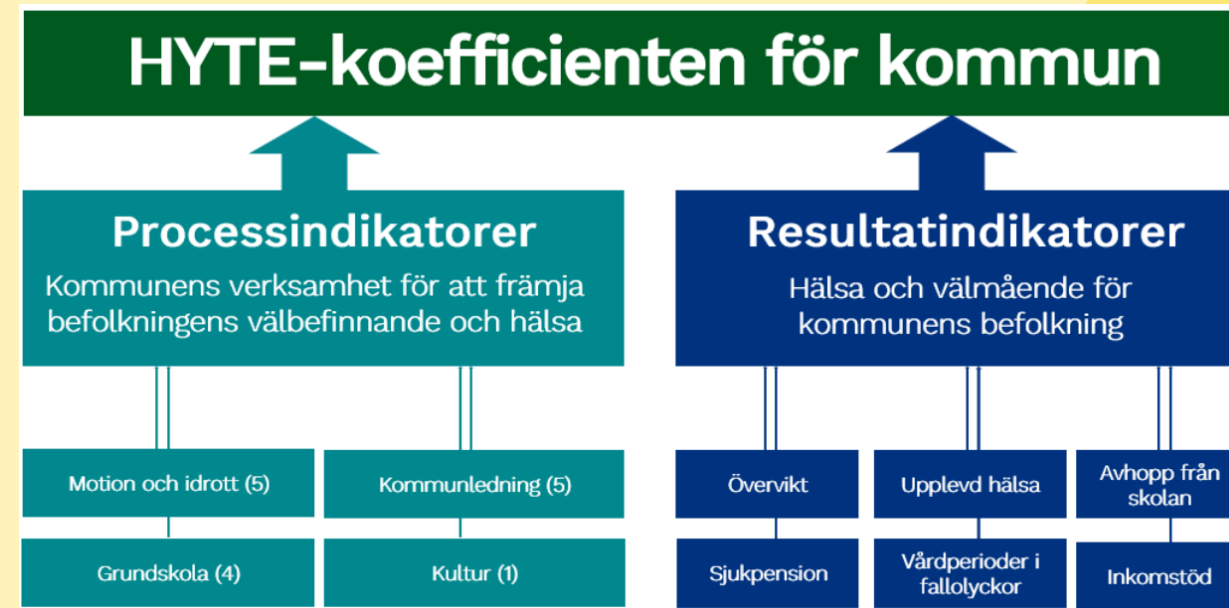 HYTE-koefficienten för kommun
Processindikatorer
Kommunens verksamhet för att främja
befolkningens välbefinnande och hälsa
Motion och idrott (5)
Kommunledning (5)
Grundskola (4)
Kultur (1)
Resultatindikatorer
Hälsa och välmående för
kommunens befolkning
Övervikt
Upplevd hälsa
Avhopp från
skolan
Sjukpension
Vårdperioder i
fallolyckor
Inkomstöd